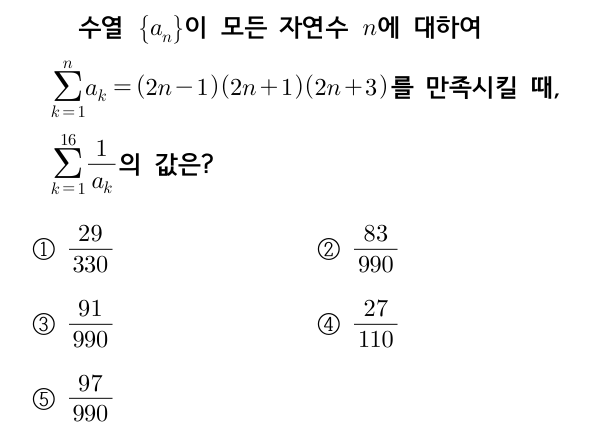 수열 $\{a_n\}$이 모든 자연수 $n$에 대하여
$\sum_{k=1}^{n} a_k = (2n-1)(2n+1)(2n+3)$를 만족시킬 때,
$\sum_{k=1}^{16} \frac{1}{a_k}$의 값은?
① $\frac{29}{330}$ ② $\frac{83}{990}$
③ $\frac{91}{990}$ ④ $\frac{27}{110}$
⑤ $\frac{97}{990}$